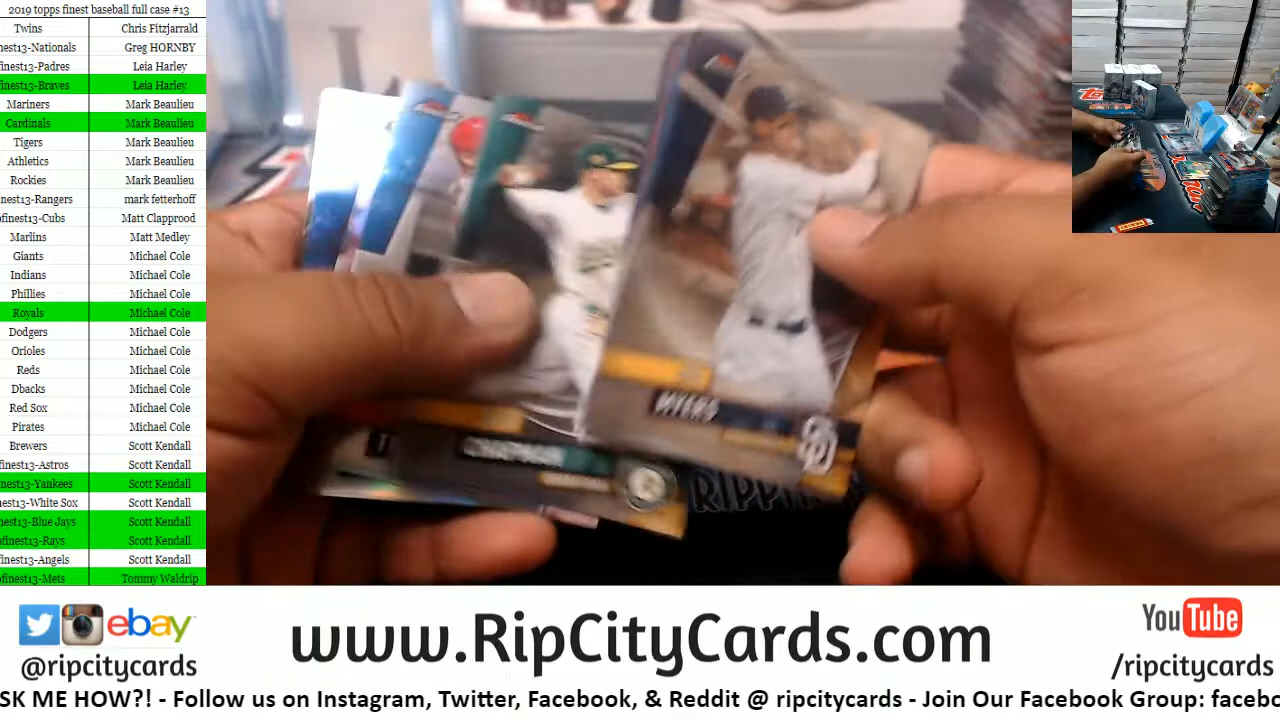 2019 topps finest baseball full case #13
Twins Chris Fitzjarrald
nest13-Nationals Greg HORNBY
finest13-Padres Leia Harley
finest13-Braves Leia Harley
Mariners Mark Beaulieu
Cardinals Mark Beaulieu
Tigers Mark Beaulieu
Athletics Mark Beaulieu
Rockies Mark Beaulieu
nest13-Rangers mark fetterhoff
finest13-Cubs Matt Clapprood
Marlins Matt Medley
Giants Michael Cole
Indians Michael Cole
Phillies Michael Cole
Royals Michael Cole
Dodgers Michael Cole
Orioles Michael Cole
Reds Michael Cole
Dbacks Michael Cole
Red Sox Michael Cole
Pirates Michael Cole
Brewers Scott Kendall
finest13-Astros Scott Kendall
nest13-Yankees Scott Kendall
nest13-White Sox Scott Kendall
nest13-Blue Jays Scott Kendall
finest13-Rays Scott Kendall
finest13-Angels Scott Kendall
finest13-Mets Tommy Waldrip
MYERS
SD
CHAPMAN
RIPPIN
ebay
@ripcitycards
www.RipCityCards.com
YouTube
/ripcitycards
SK ME HOW?! - Follow us on Instagram, Twitter, Facebook, & Reddit @ ripcitycards - Join Our Facebook Group: facebo